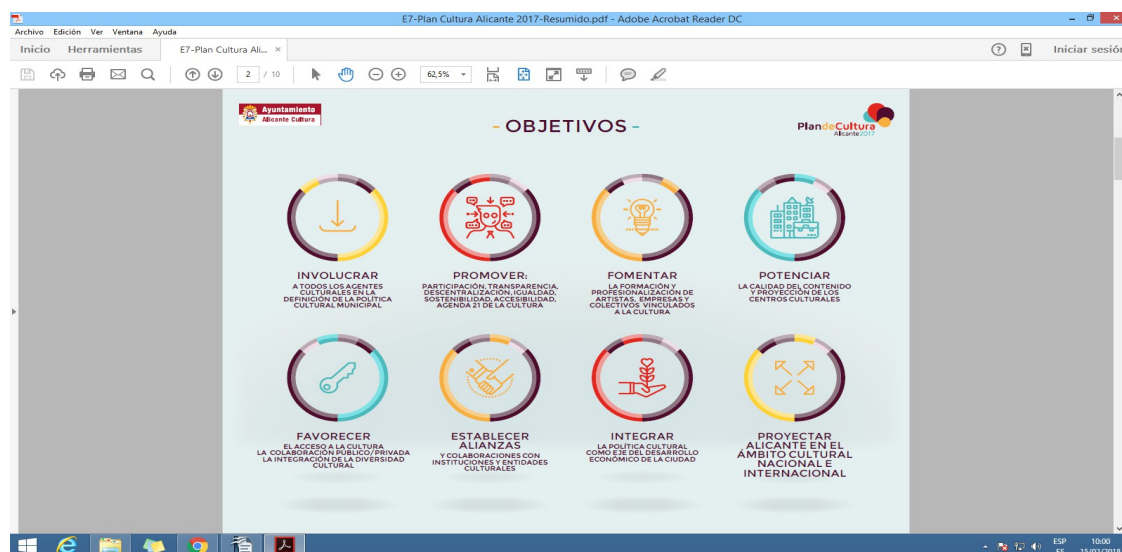 E7-Plan Cultura Alicante 2017-Resumido.pdf - Adobe Acrobat Reader DC
Archivo Edición Ver Ventana Ayuda
Inicio Herramientas E7-Plan Cultura Ali... × Iniciar sesión
2 / 10 62,5%
Ayuntamiento
Alicante Cultura
- OBJETIVOS -
PlandeCultura
Alicante2017
INVOLUCRAR
A TODOS LOS AGENTES
CULTURALES EN LA
DEFINICIÓN DE LA POLÍTICA
CULTURAL MUNICIPAL
PROMOVER:
PARTICIPACIÓN, TRANSPARENCIA,
DESCENTRALIZACIÓN, IGUALDAD,
SOSTENIBILIDAD, ACCESIBILIDAD,
AGENDA 21 DE LA CULTURA
FOMENTAR
LA FORMACIÓN Y
PROFESIONALIZACIÓN DE
ARTISTAS, EMPRESAS Y
COLECTIVOS VINCULADOS
A LA CULTURA
POTENCIAR
LA CALIDAD DEL CONTENIDO
Y PROYECCIÓN DE LOS
CENTROS CULTURALES
FAVORECER
EL ACCESO A LA CULTURA
LA COLABORACIÓN PÚBLICO/PRIVADA
LA INTEGRACIÓN DE LA DIVERSIDAD
CULTURAL
ESTABLECER
ALIANZAS
Y COLABORACIONES CON
INSTITUCIONES Y ENTIDADES
CULTURALES
INTEGRAR
LA POLÍTICA CULTURAL
COMO EJE DEL DESARROLLO
ECONÓMICO DE LA CIUDAD
PROYECTAR
ALICANTE EN EL
ÁMBITO CULTURAL
NACIONAL E
INTERNACIONAL
ESP 10:00
ES 15/02/2018